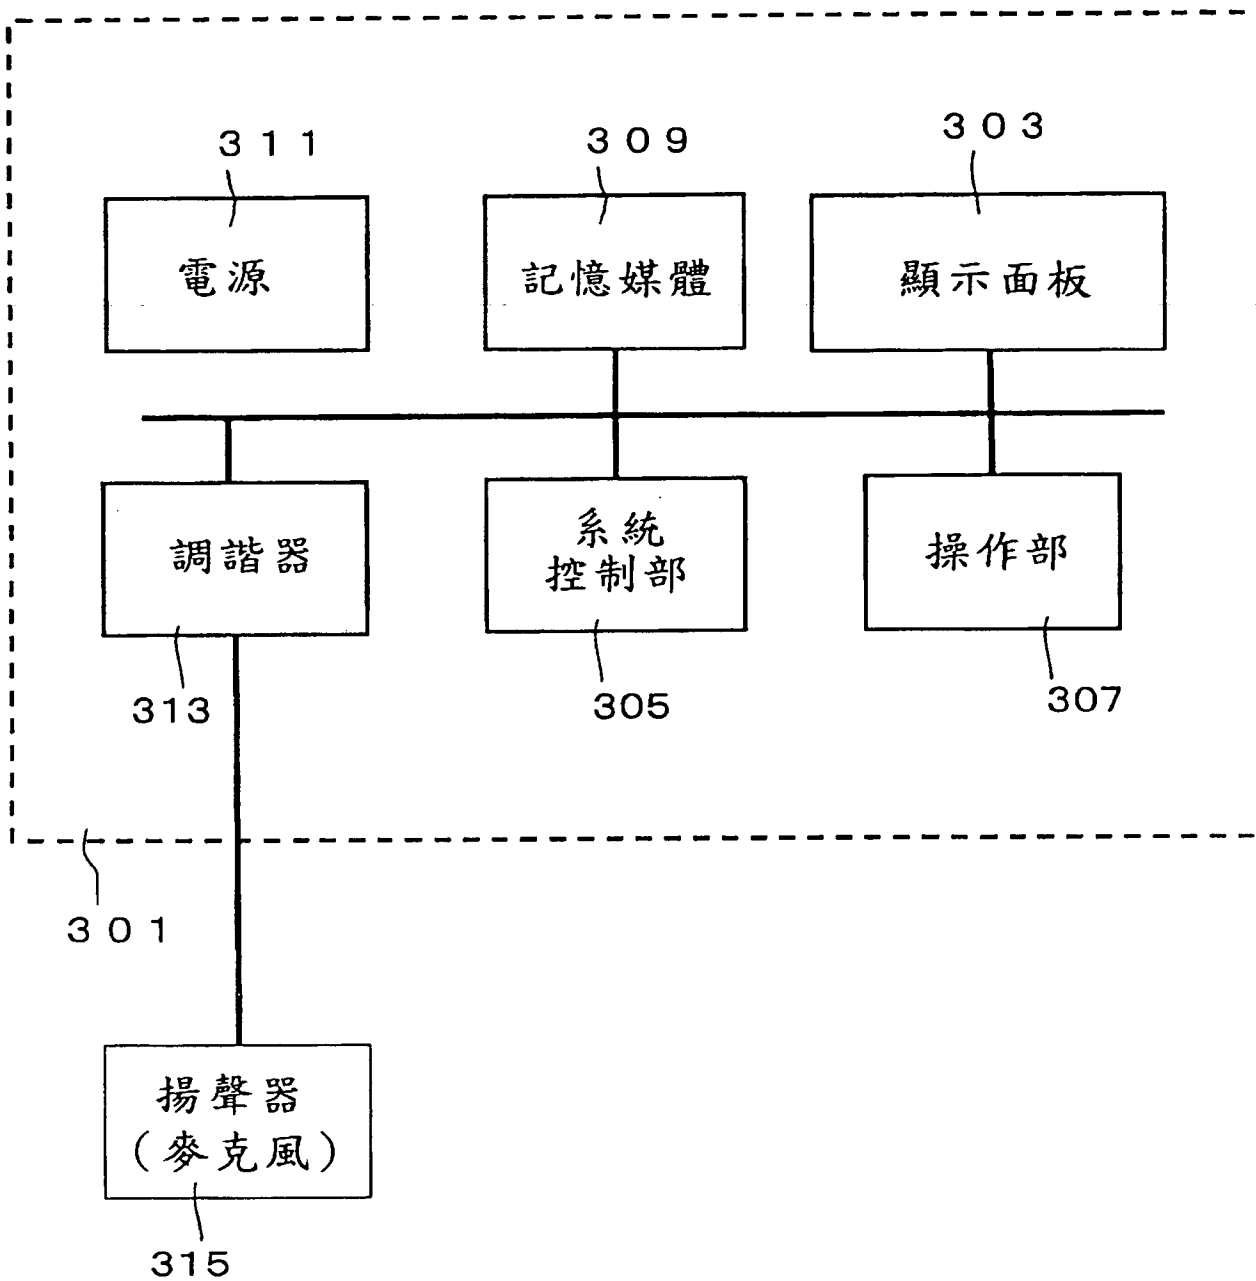 ３１１
３０９
３０３
電源
記憶媒體
顯示面板
調諧器
系統
控制部
操作部
313
305
307
３０１
揚聲器
（麥克風）
315